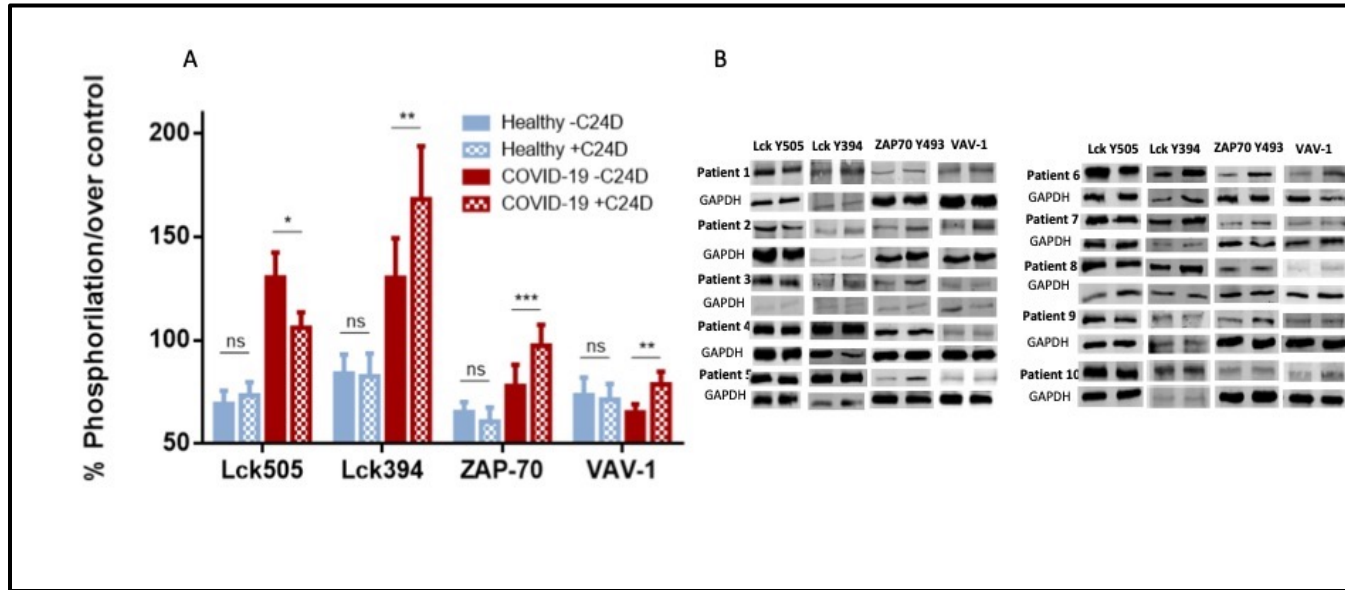 A
B
% Phosphorilation/over control
200
150
100
50
Healthy -C24D
Healthy +C24D
COVID-19 -C24D
COVID-19 +C24D
ns
*
ns
**
ns
***
ns
**
Lck505 Lck394 ZAP-70 VAV-1
Lck Y505 Lck Y394 ZAP70 Y493 VAV-1
Patient 1
GAPDH
Patient 2
GAPDH
Patient 3
GAPDH
Patient 4
GAPDH
Patient 5
GAPDH
Lck Y505 Lck Y394 ZAP70 Y493 VAV-1
Patient 6
GAPDH
Patient 7
GAPDH
Patient 8
GAPDH
Patient 9
GAPDH
Patient 10
GAPDH